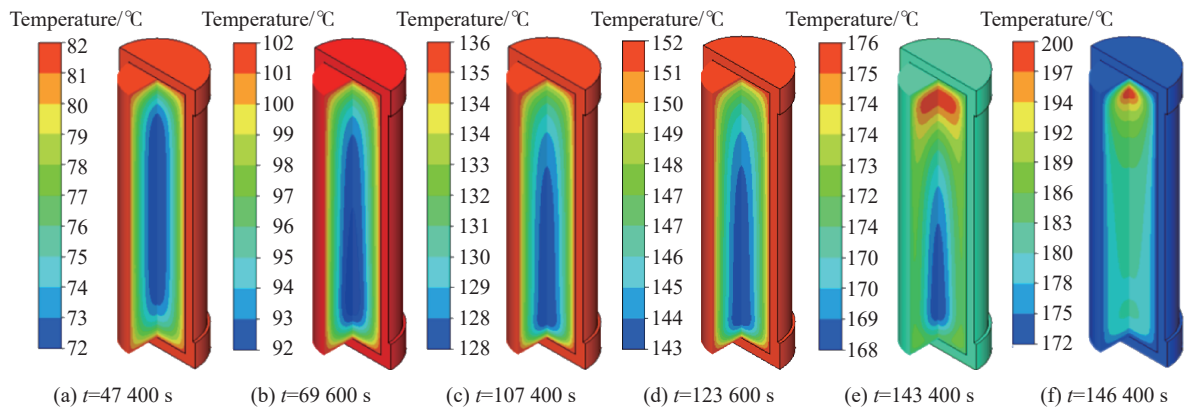 Temperature/℃ Temperature/℃ Temperature/℃ Temperature/℃ Temperature/℃ Temperature/℃
82 102 136 152 176 200
81 101 135 151 175 197
80 100 134 150 174 194
79 99 134 149 174 192
78 98 133 148 173 189
77 97 132 147 172 186
76 96 131 147 174 183
75 95 130 146 170 180
74 94 129 145 170 178
73 93 128 144 169 175
72 92 128 143 168 172
(a) t=47 400 s (b) t=69 600 s (c) t=107 400 s (d) t=123 600 s (e) t=143 400 s (f) t=146 400 s